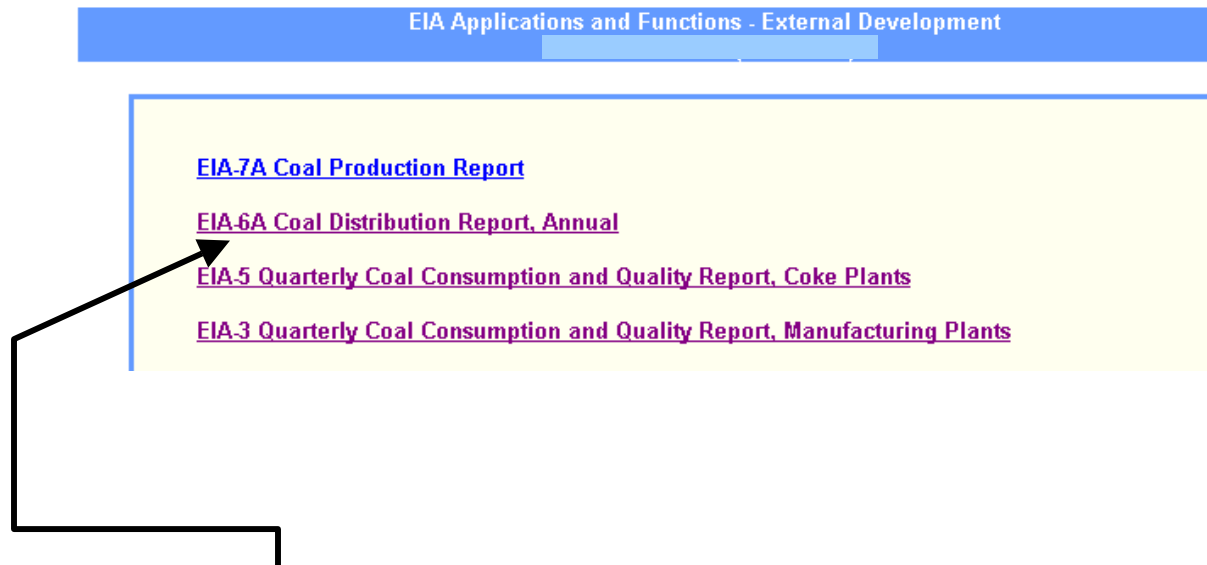 EIA Applications and Functions - External Development
EIA-7A Coal Production Report
EIA-6A Coal Distribution Report, Annual
EIA-5 Quarterly Coal Consumption and Quality Report, Coke Plants
EIA-3 Quarterly Coal Consumption and Quality Report, Manufacturing Plants